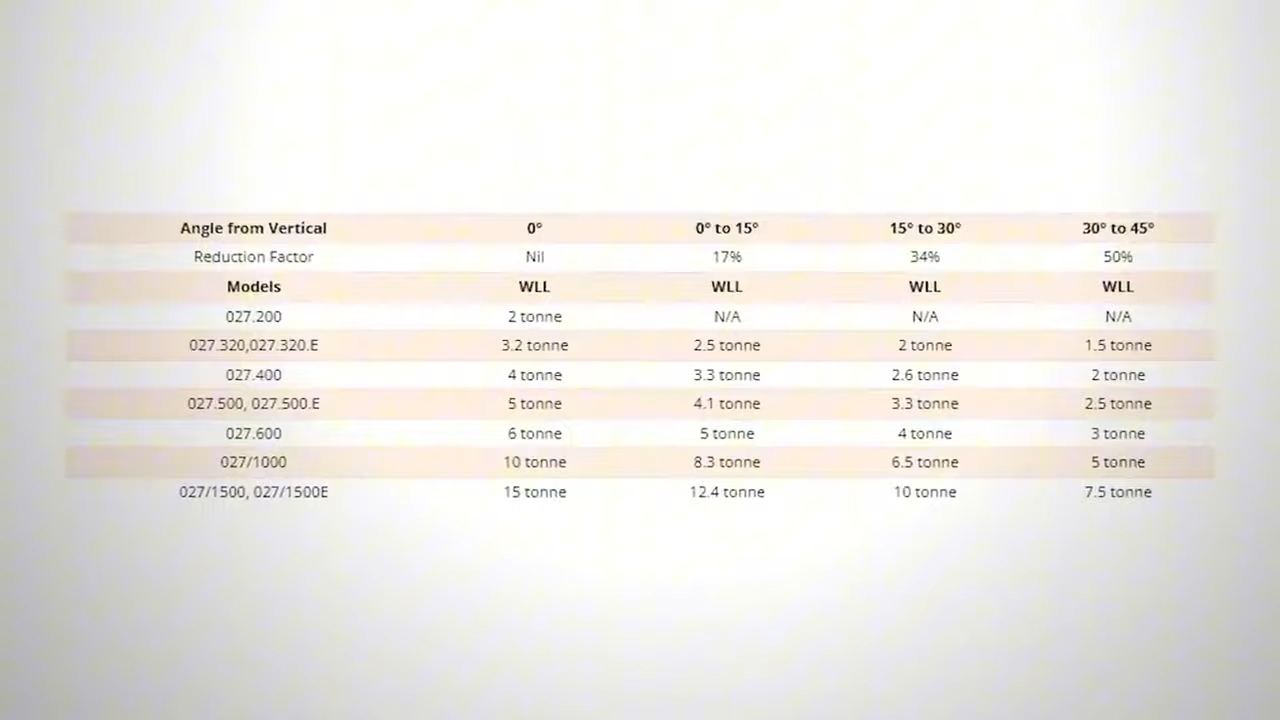 Angle from Vertical 0° 0° to 15° 15° to 30° 30° to 45°
Reduction Factor Nil 17% 34% 50%
Models WLL WLL WLL WLL
027.200 2 tonne N/A N/A N/A
027.320,027.320.E 3.2 tonne 2.5 tonne 2 tonne 1.5 tonne
027.400 4 tonne 3.3 tonne 2.6 tonne 2 tonne
027.500, 027.500.E 5 tonne 4.1 tonne 3.3 tonne 2.5 tonne
027.600 6 tonne 5 tonne 4 tonne 3 tonne
027/1000 10 tonne 8.3 tonne 6.5 tonne 5 tonne
027/1500, 027/1500E 15 tonne 12.4 tonne 10 tonne 7.5 tonne